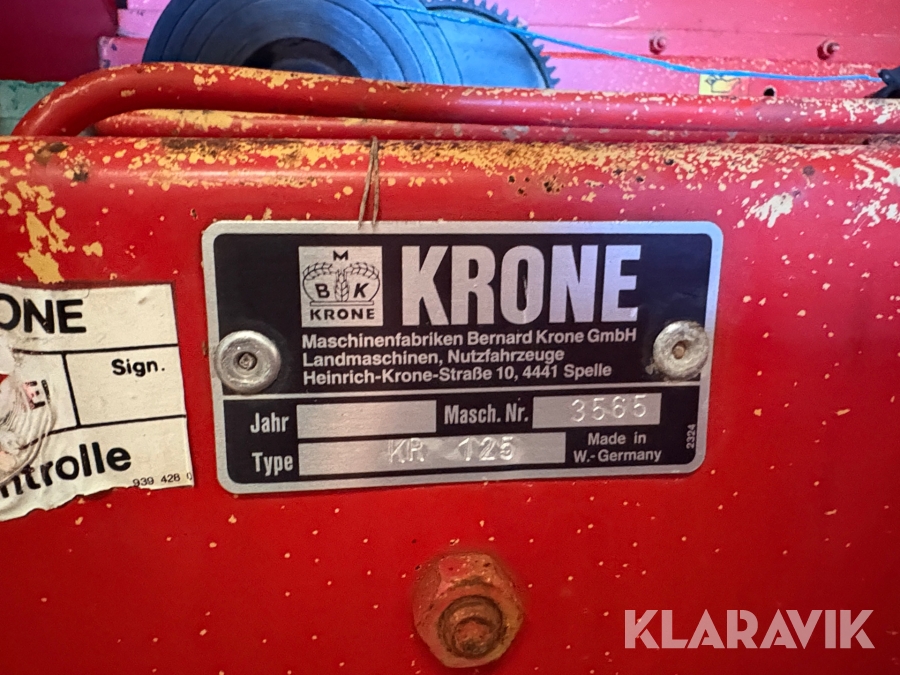 M
B K
KRONE
KRONE
Maschinenfabriken Bernard Krone GmbH
Landmaschinen, Nutzfahrzeuge
Heinrich-Krone-Straße 10, 4441 Spelle
Jahr
Masch. Nr. 3565
Type KR 125
Made in
W.-Germany
2324
ONE
Sign.
ntrolle
939 428 0
KLARAVIK